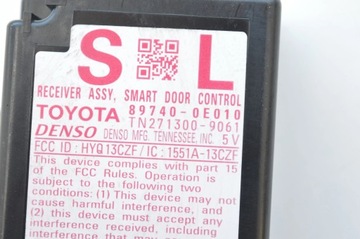 S L
RECEIVER ASSY, SMART DOOR CONTROL
TOYOTA 89740-0E010
TN271300-9061
DENSO DENSO MFG. TENNESSEE, INC. 5V
FCC ID : HYQ13CZF / IC : 1551A-13CZF
This device complies with part 15
of the FCC Rules. Operation is
subject to the following two
conditions: (1) This device may not
cause harmful interference, and
(2) this device must accept any
interference received, including
interference that may